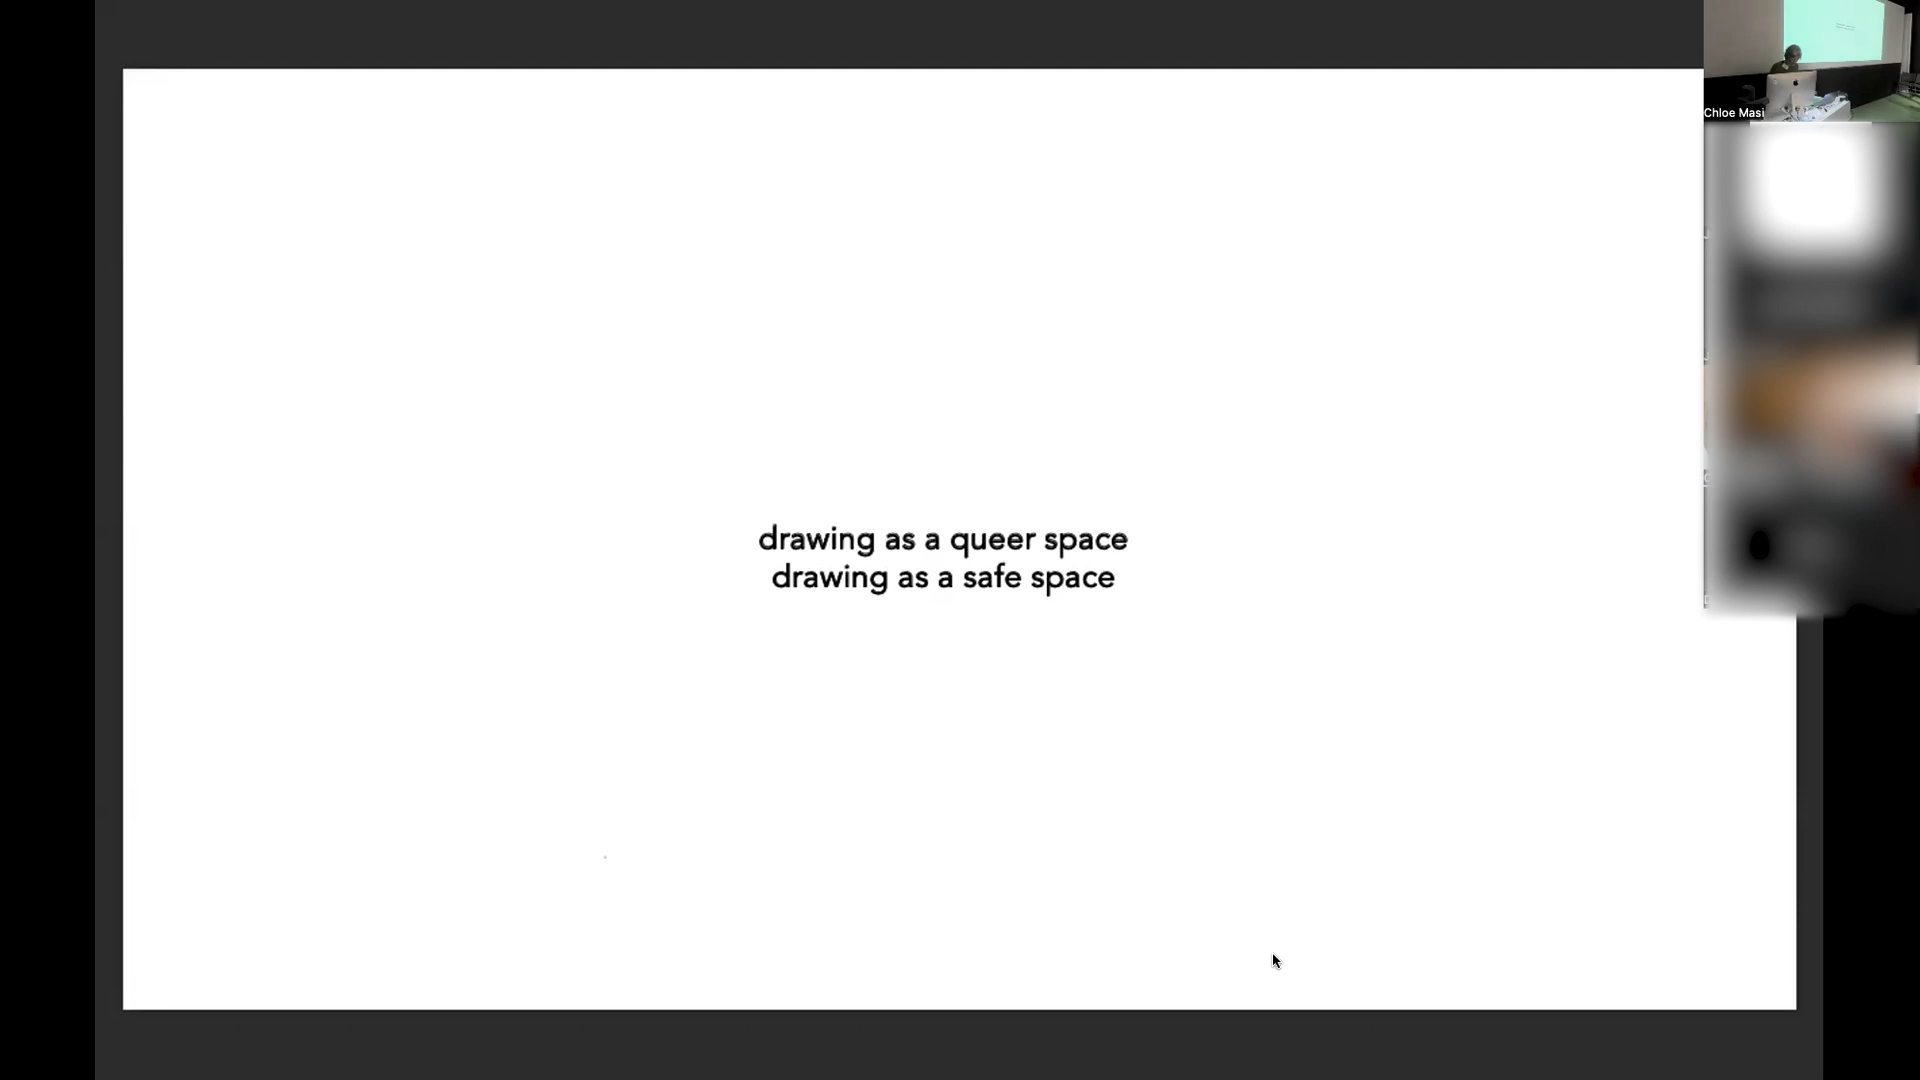 drawing as a queer space
drawing as a safe space
Chloe Masi